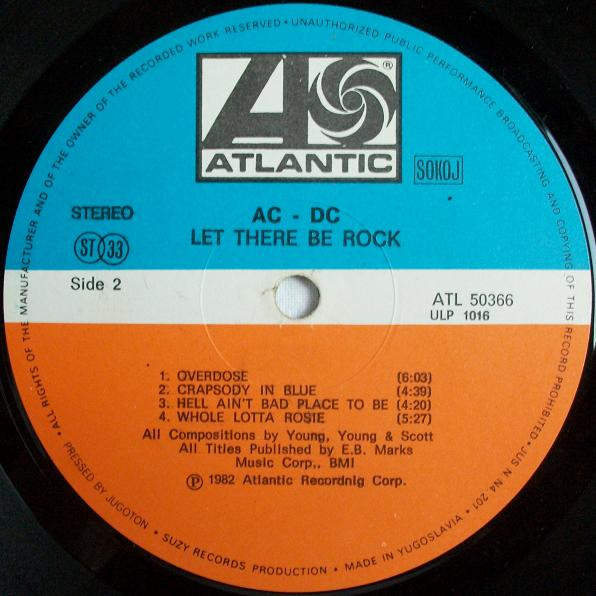 ALL RIGHTS OF THE MANUFACTURER AND OF THE OWNER OF THE RECORDED WORK RESERVED • UNAUTHORIZED PUBLIC PERFORMANCE BROADCASTING AND COPYING OF THIS RECORD PROHIBITED • JUS N N4 201 •
®
ATLANTIC
SOKOJ
STEREO
ST 33
AC - DC
LET THERE BE ROCK
Side 2
ATL 50366
ULP 1016
1. OVERDOSE (6:03)
2. CRAPSODY IN BLUE (4:39)
3. HELL AIN'T BAD PLACE TO BE (4:20)
4. WHOLE LOTTA ROSIE (5:27)
All Compositions by Young, Young & Scott
All Titles Published by E.B. Marks
Music Corp., BMI
Ⓟ 1982 Atlantic Recordnig Corp.
• PRESSED BY JUGOTON • SUZY RECORDS PRODUCTION • MADE IN YUGOSLAVIA •